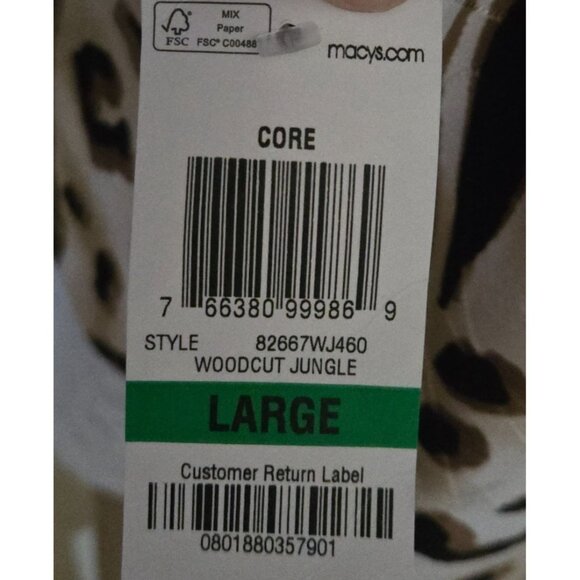 FSC
MIX
Paper
FSC® C00488
macys.com
CORE
7 66380 99986 9
STYLE 82667WJ460
WOODCUT JUNGLE
LARGE
Customer Return Label
0801880357901